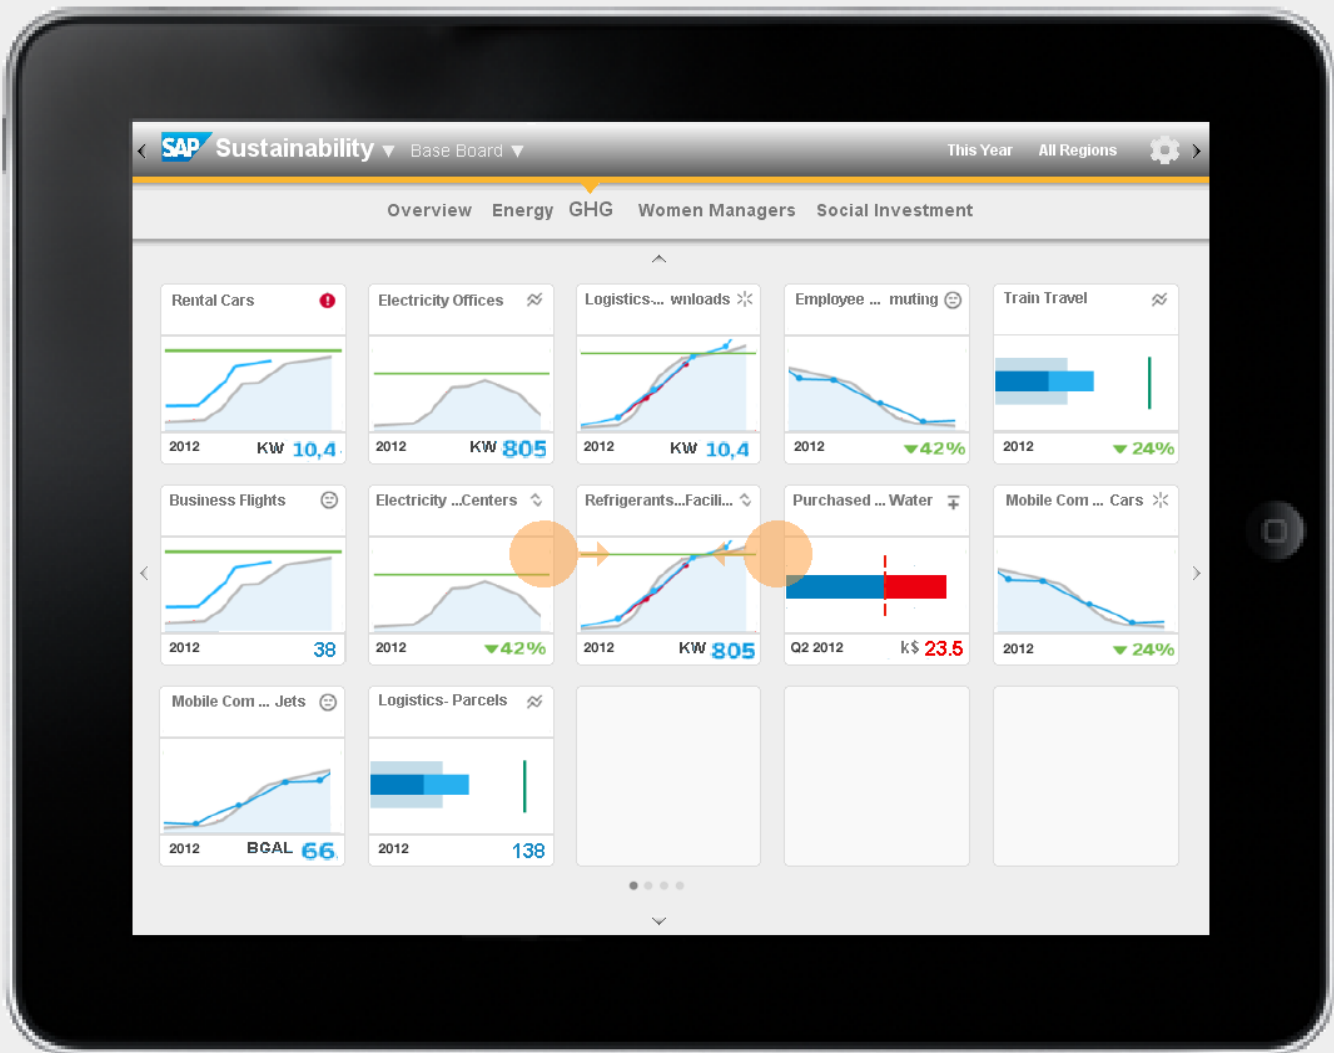 SAP Sustainability Base Board This Year All Regions
Overview Energy GHG Women Managers Social Investment
Rental Cars
2012 KW 10,4
Electricity Offices
2012 KW 805
Logistics-... wnloads
2012 KW 10,4
Employee ... muting
2012 42%
Train Travel
2012 24%
Business Flights
2012 38
Electricity ...Centers
2012 42%
Refrigerants...Facili...
2012 KW 805
Purchased ... Water
Q2 2012 k$ 23.5
Mobile Com ... Cars
2012 24%
Mobile Com ... Jets
2012 BGAL 66
Logistics- Parcels
2012 138